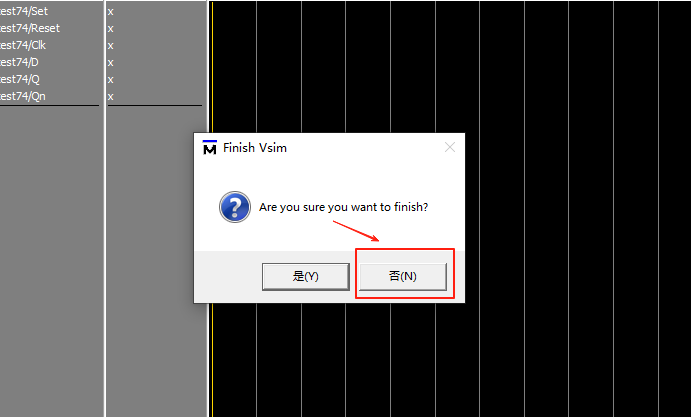 est74/Set x
est74/Reset x
est74/Clk x
est74/D x
est74/Q x
est74/Qn x
M Finish Vsim
? Are you sure you want to finish?
是(Y) 否(N)